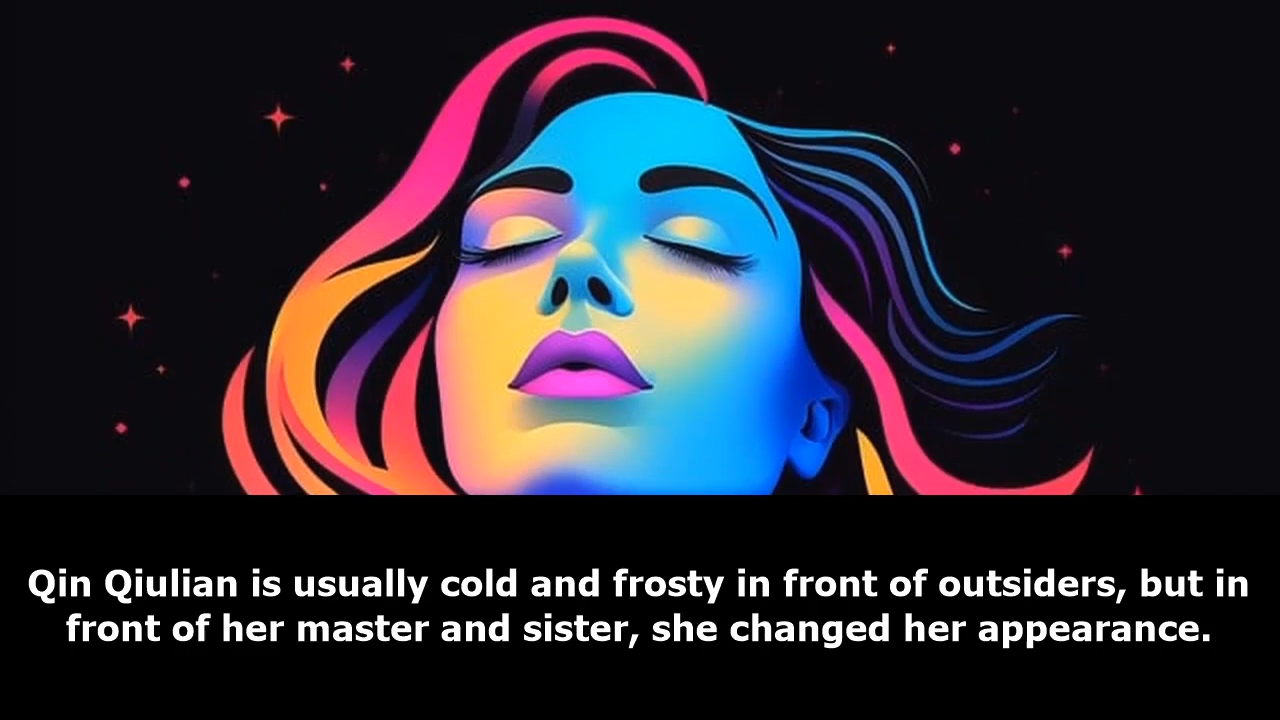 Qin Qiulian is usually cold and frosty in front of outsiders, but in
front of her master and sister, she changed her appearance.